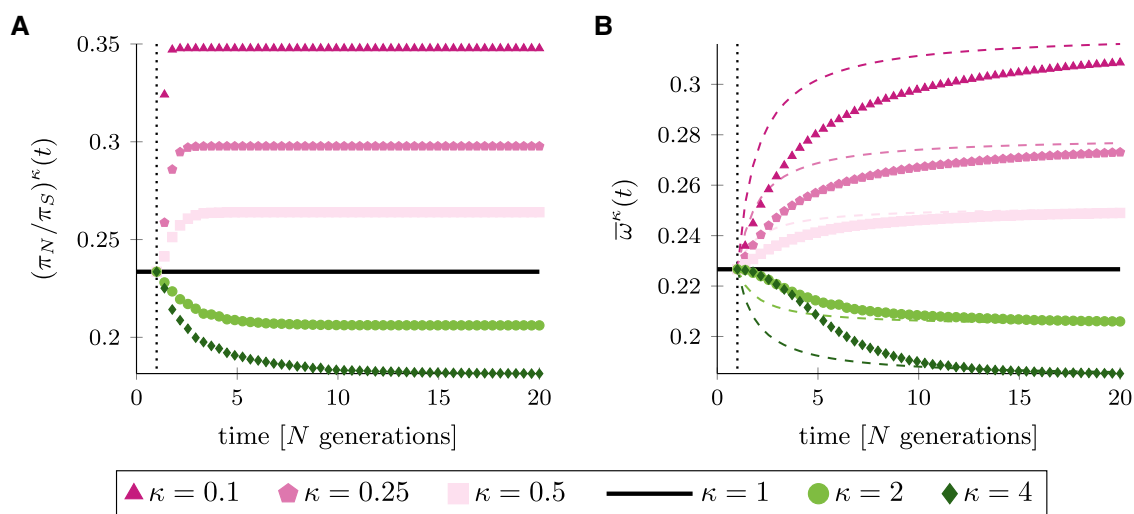 A
B
(π_N/π_S)^κ(t)
0.35
0.3
0.25
0.2
0
5
10
15
20
time [N generations]
ω̅^κ(t)
0.3
0.28
0.26
0.24
0.22
0.2
0
5
10
15
20
time [N generations]
κ = 0.1
κ = 0.25
κ = 0.5
κ = 1
κ = 2
κ = 4